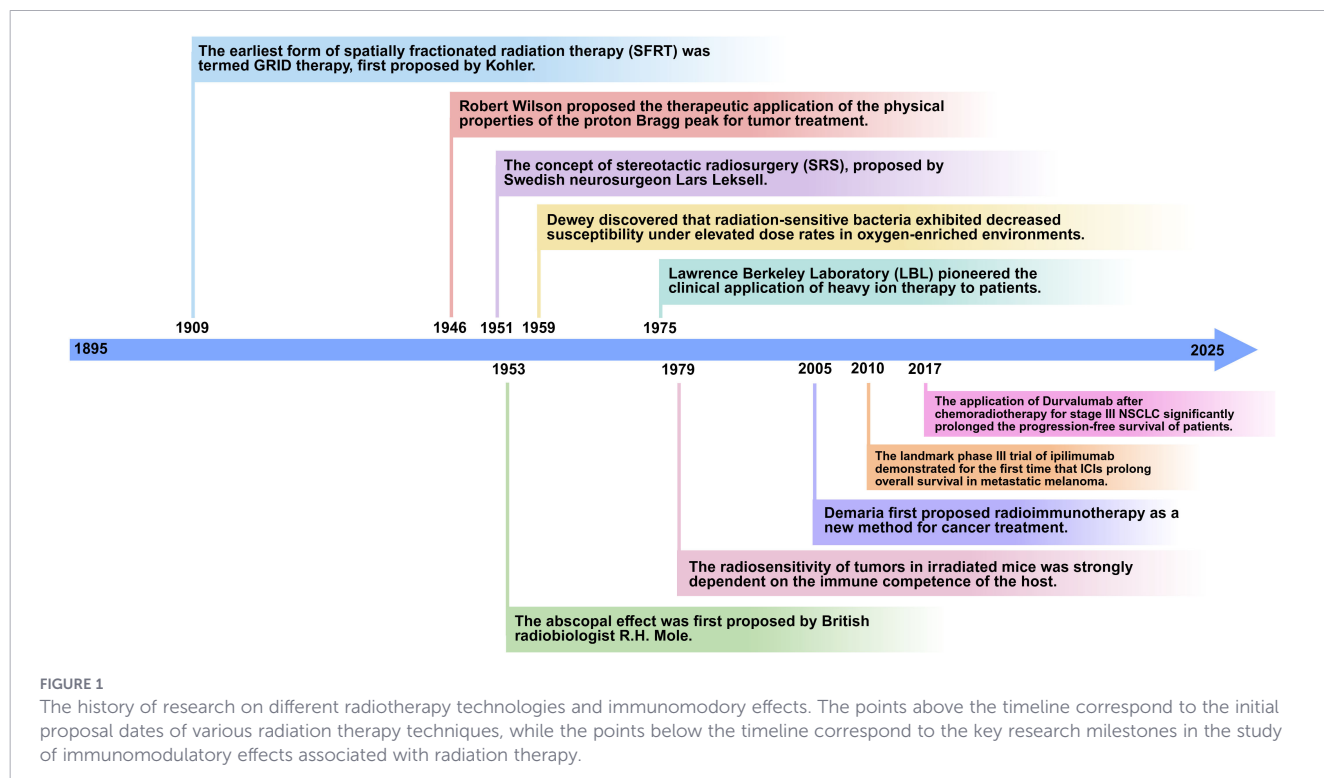 The earliest form of spatially fractionated radiation therapy (SFRT) was
termed GRID therapy, first proposed by Kohler.
Robert Wilson proposed the therapeutic application of the physical
properties of the proton Bragg peak for tumor treatment.
The concept of stereotactic radiosurgery (SRS), proposed by
Swedish neurosurgeon Lars Leksell.
Dewey discovered that radiation-sensitive bacteria exhibited decreased
susceptibility under elevated dose rates in oxygen-enriched environments.
Lawrence Berkeley Laboratory (LBL) pioneered the
clinical application of heavy ion therapy to patients.
1909 1946 1951 1959 1975
1895 2025
1953 1979 2005 2010 2017
The application of Durvalumab after
chemoradiotherapy for stage III NSCLC significantly
prolonged the progression-free survival of patients.
The landmark phase III trial of ipilimumab
demonstrated for the first time that ICIs prolong
overall survival in metastatic melanoma.
Demaria first proposed radioimmunotherapy as a
new method for cancer treatment.
The radiosensitivity of tumors in irradiated mice was strongly
dependent on the immune competence of the host.
The abscopal effect was first proposed by British
radiobiologist R.H. Mole.
FIGURE 1
The history of research on different radiotherapy technologies and immunomodory effects. The points above the timeline correspond to the initial
proposal dates of various radiation therapy techniques, while the points below the timeline correspond to the key research milestones in the study
of immunomodulatory effects associated with radiation therapy.